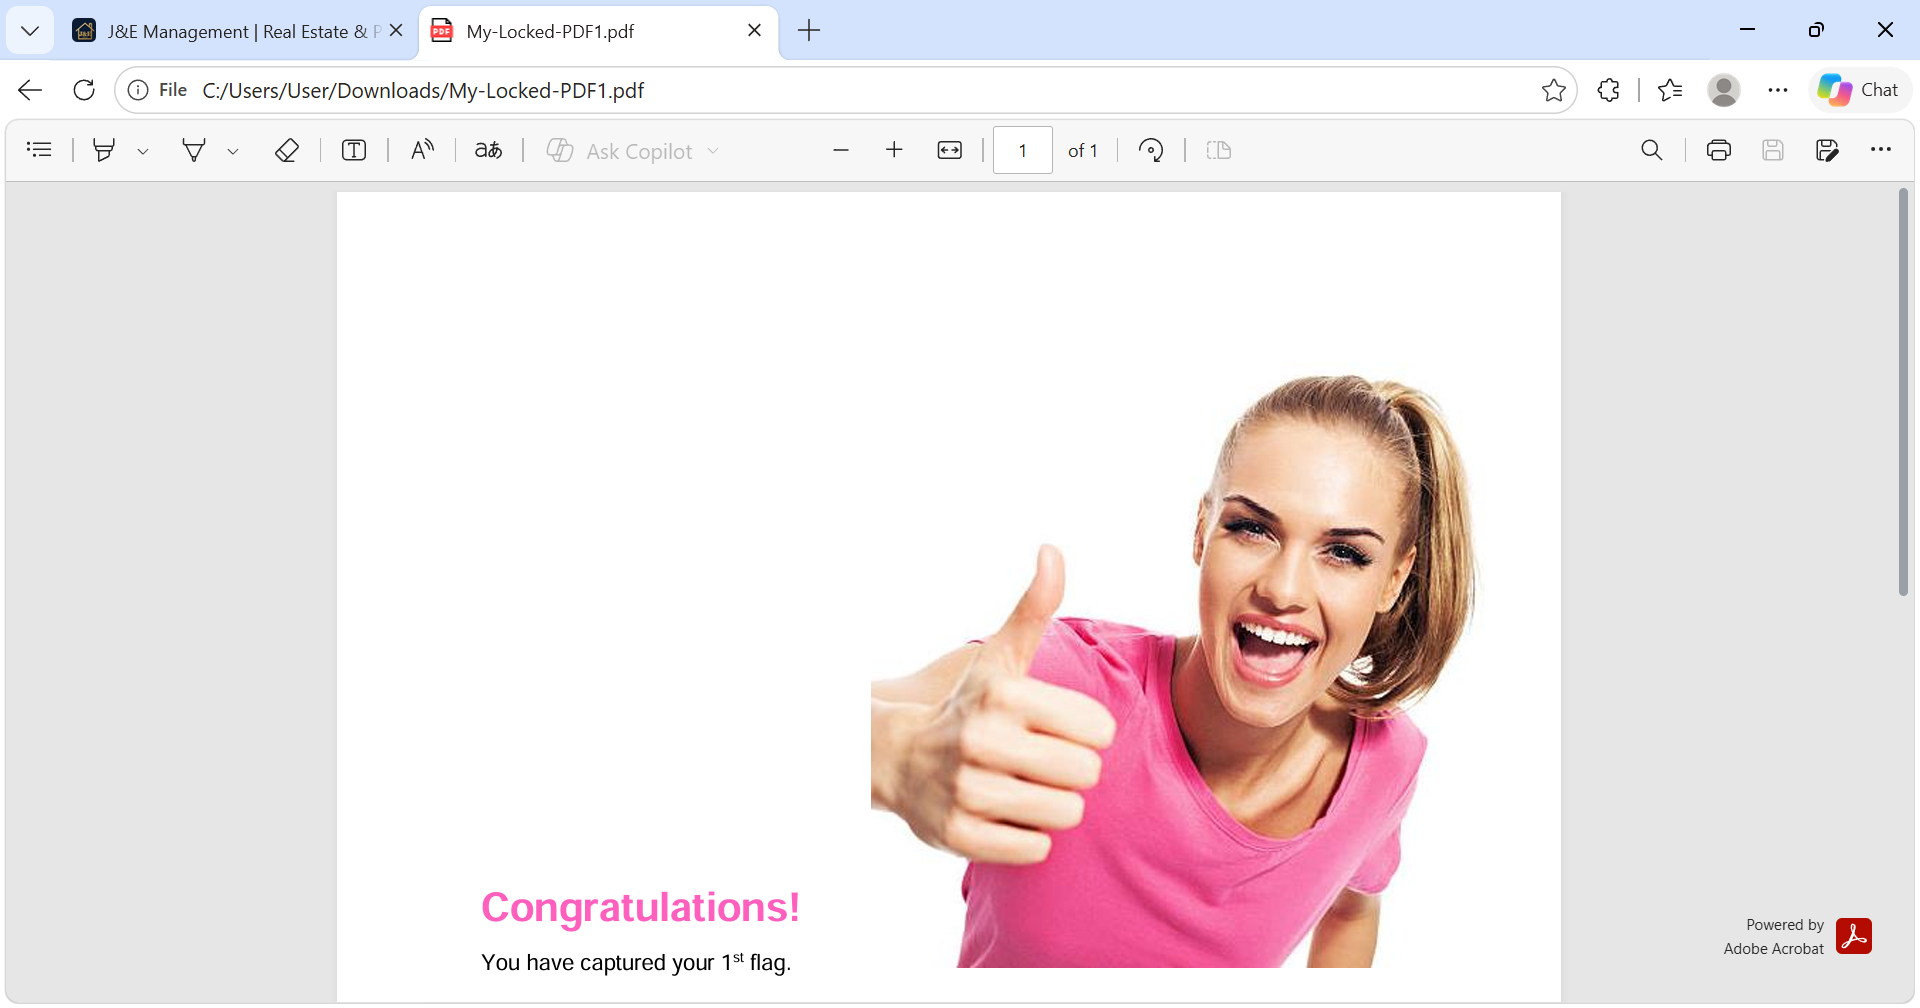 J&E Management | Real Estate & P
My-Locked-PDF1.pdf
File C:/Users/User/Downloads/My-Locked-PDF1.pdf
Chat
Ask Copilot
1 of 1
Congratulations!
You have captured your 1st flag.
Powered by
Adobe Acrobat